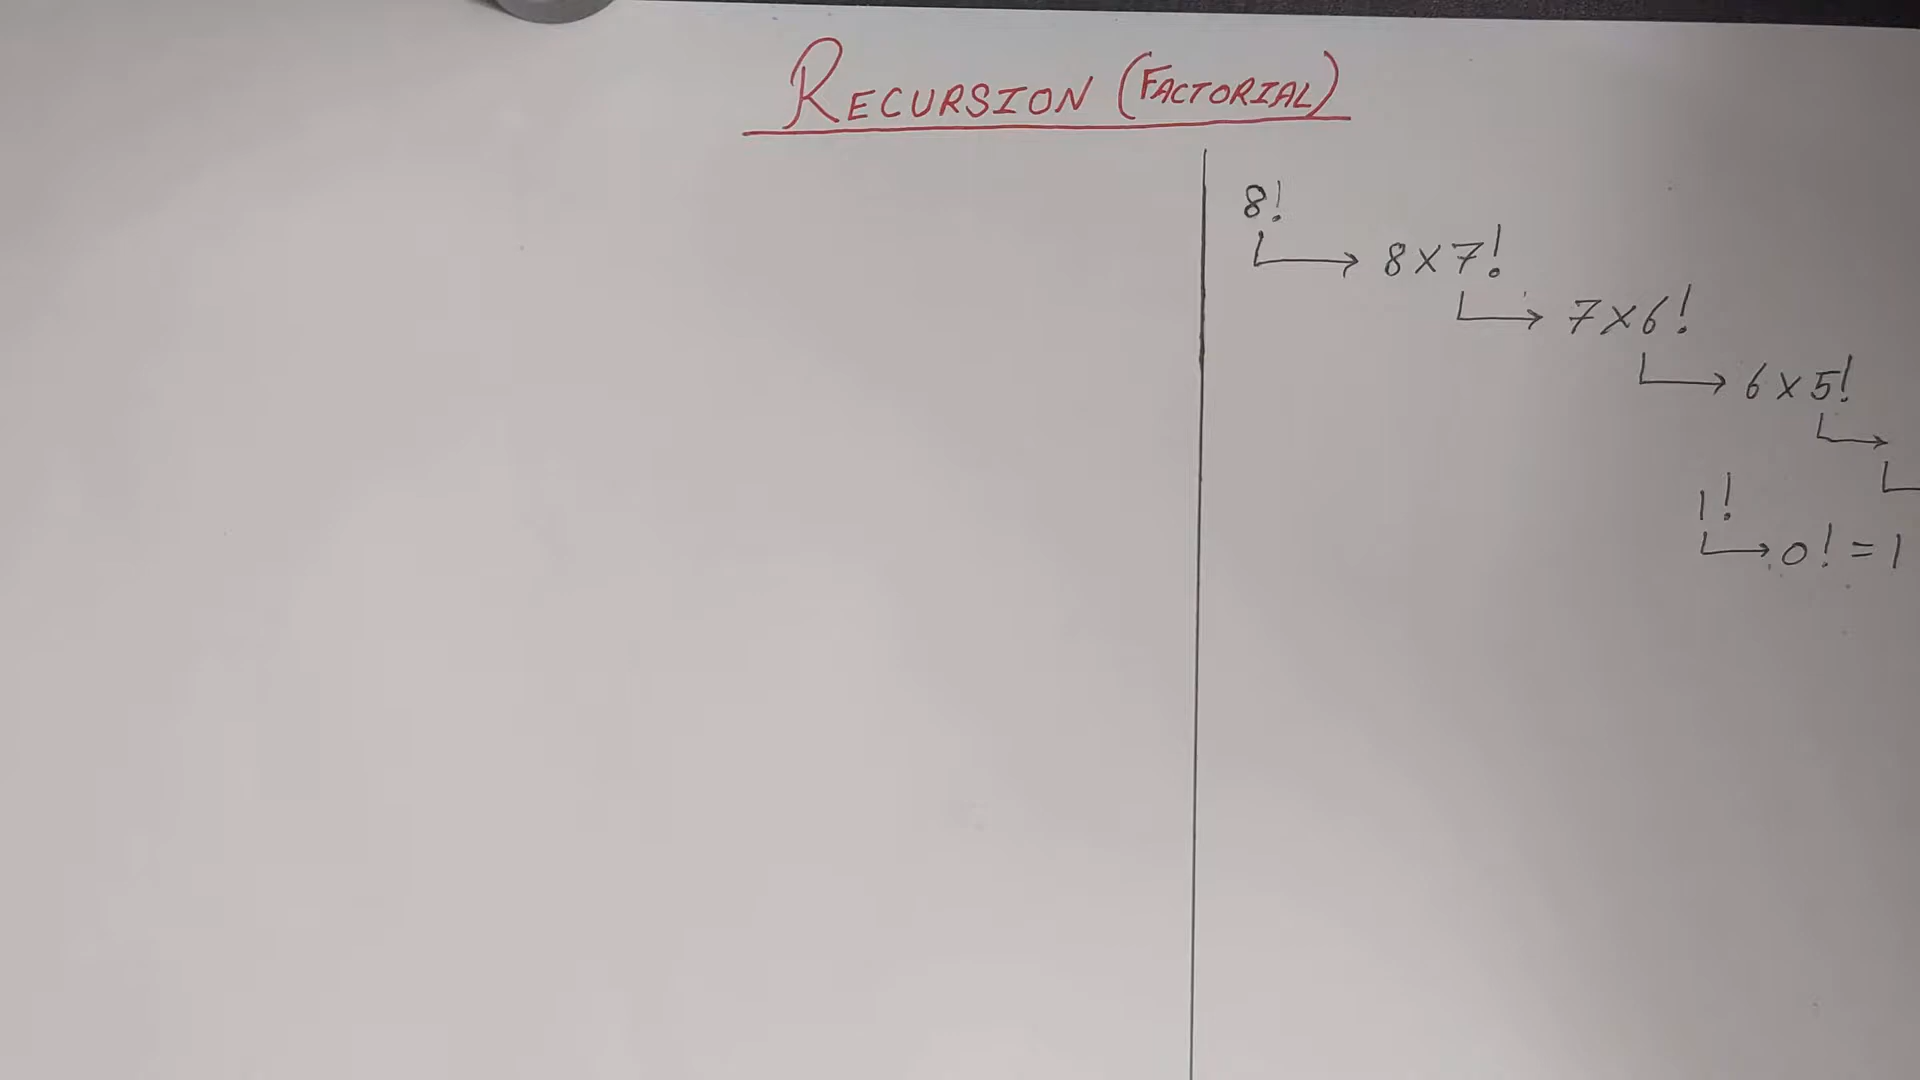 RECURSION (FACTORIAL)
8!
8 × 7!
7 × 6!
6 × 5!
1!
0! = 1